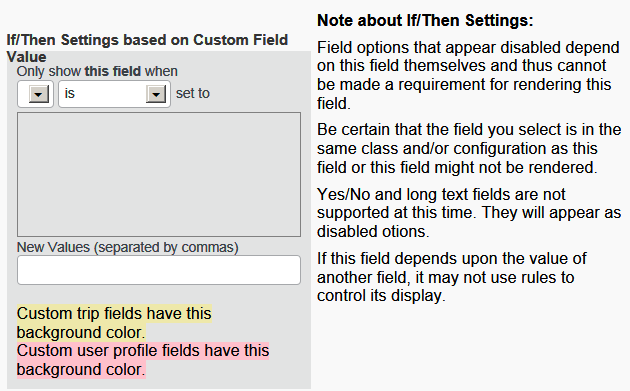 If/Then Settings based on Custom Field
Value
Only show this field when
is
set to
New Values (separated by commas)
Custom trip fields have this
background color.
Custom user profile fields have this
background color.
Note about If/Then Settings:
Field options that appear disabled depend
on this field themselves and thus cannot
be made a requirement for rendering this
field.
Be certain that the field you select is in the
same class and/or configuration as this
field or this field might not be rendered.
Yes/No and long text fields are not
supported at this time. They will appear as
disabled otions.
If this field depends upon the value of
another field, it may not use rules to
control its display.